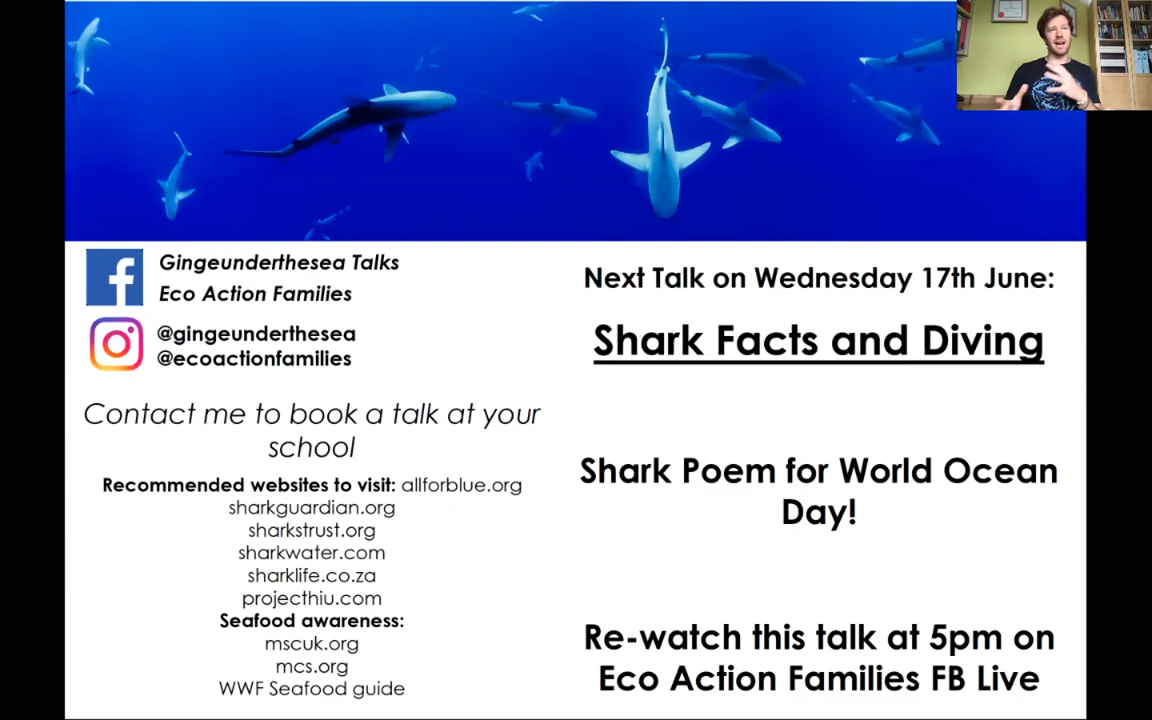 Gingeunderthesea Talks
Eco Action Families
@gingeunderthesea
@ecoactionfamilies
Contact me to book a talk at your
school
Recommended websites to visit: allforblue.org
sharkguardian.org
sharkstrust.org
sharkwater.com
sharklife.co.za
projecthiu.com
Seafood awareness:
mscuk.org
mcs.org
WWF Seafood guide
Next Talk on Wednesday 17th June:
Shark Facts and Diving
Shark Poem for World Ocean
Day!
Re-watch this talk at 5pm on
Eco Action Families FB Live